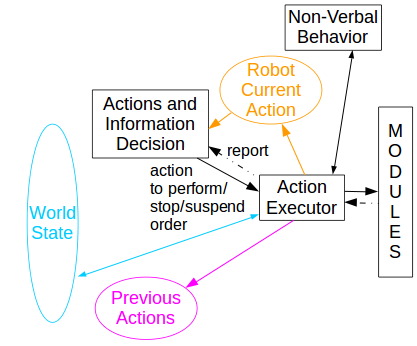 Non-Verbal
Behavior
Robot
Current
Action
Actions and
Information
Decision
report
action
to perform/
stop/suspend
order
Action
Executor
M
O
D
U
L
E
S
World
State
Previous
Actions